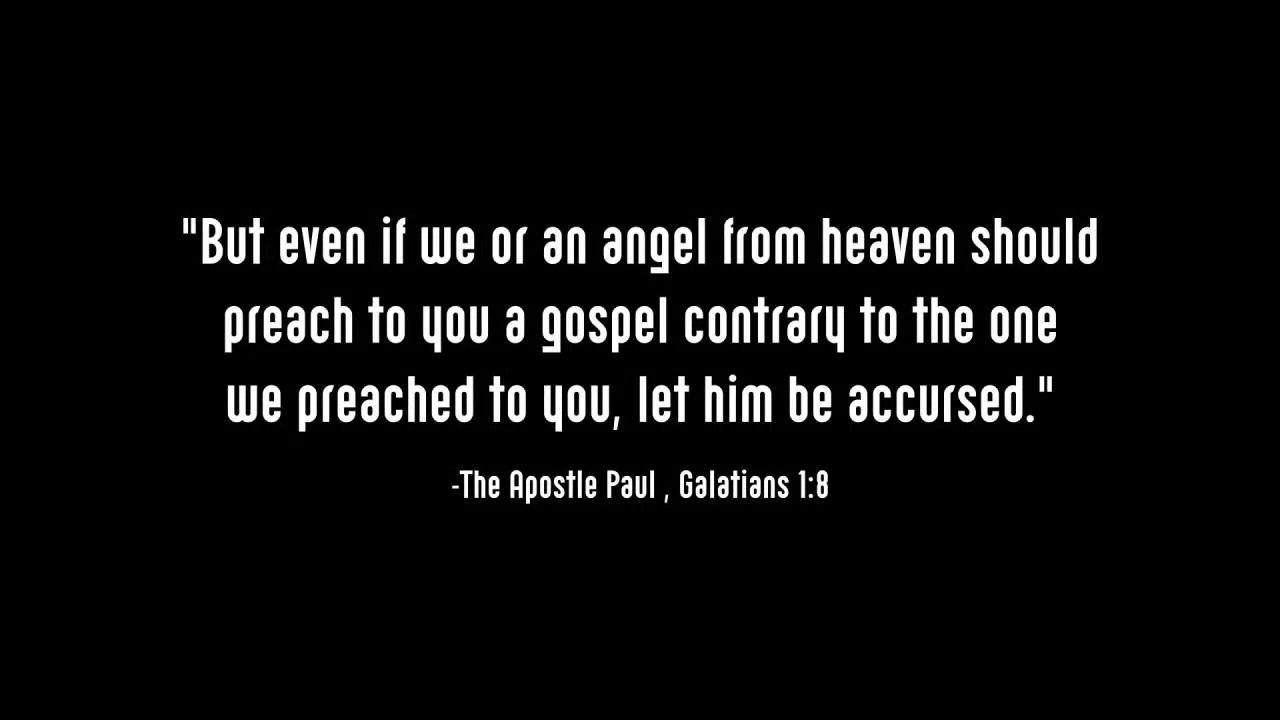 "But even if we or an angel from heaven should
preach to you a gospel contrary to the one
we preached to you, let him be accursed."
-The Apostle Paul , Galatians 1:8